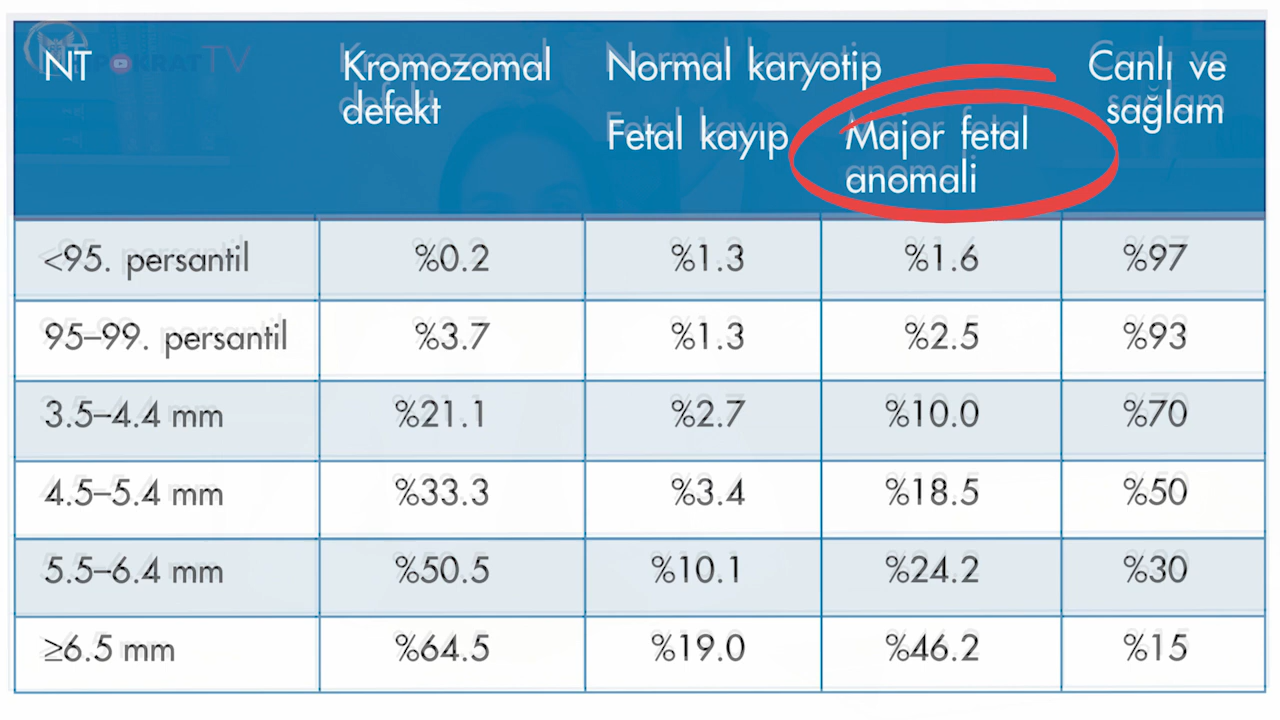 NT
Kromozomal
defekt
Normal karyotip
Fetal kayıp
Major fetal
anomali
Canlı ve
sağlam
<95. persantil %0.2 %1.3 %1.6 %97
95–99. persantil %3.7 %1.3 %2.5 %93
3.5–4.4 mm %21.1 %2.7 %10.0 %70
4.5–5.4 mm %33.3 %3.4 %18.5 %50
5.5–6.4 mm %50.5 %10.1 %24.2 %30
≥6.5 mm %64.5 %19.0 %46.2 %15